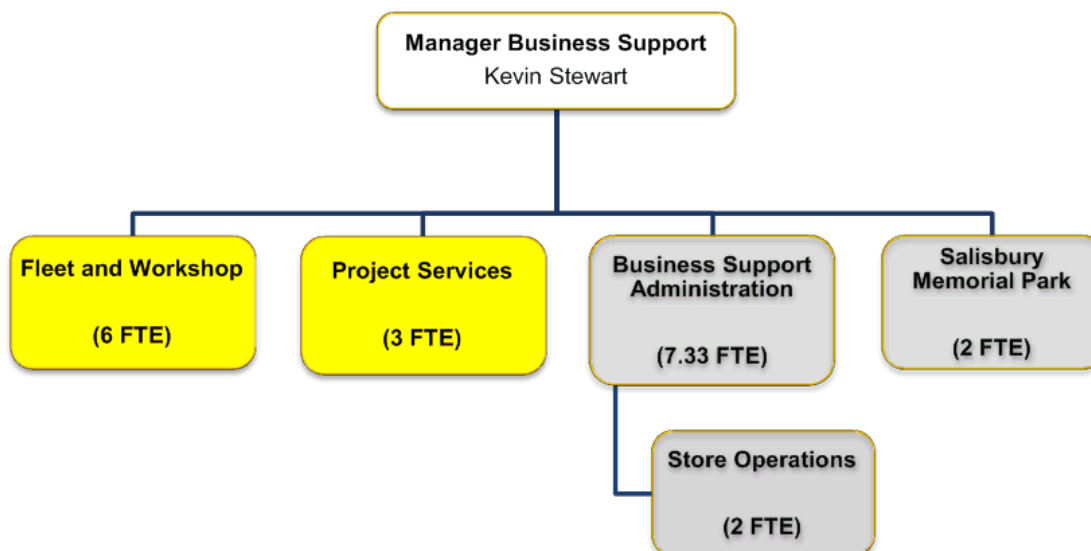 Manager Business Support
Kevin Stewart
Fleet and Workshop
(6 FTE)
Project Services
(3 FTE)
Business Support
Administration
(7.33 FTE)
Salisbury
Memorial Park
(2 FTE)
Store Operations
(2 FTE)